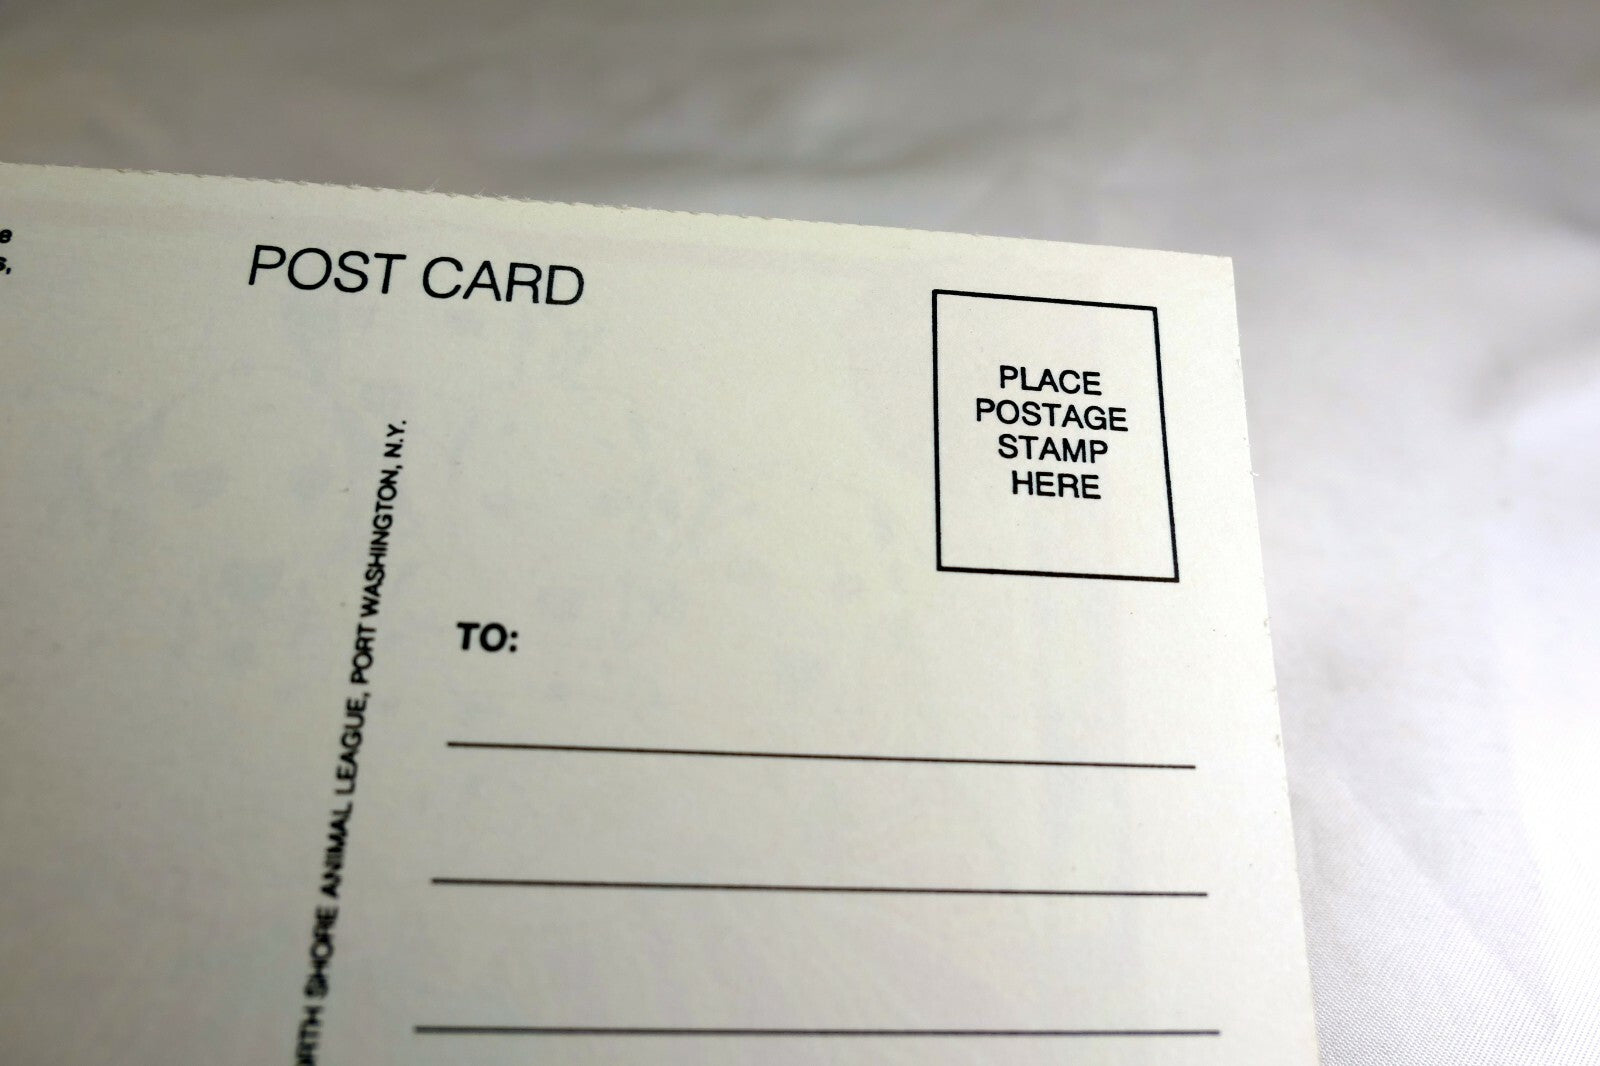 POST CARD
PLACE
POSTAGE
STAMP
HERE
SHORE ANIMAL LEAGUE, PORT WASHINGTON, N.Y.
TO: